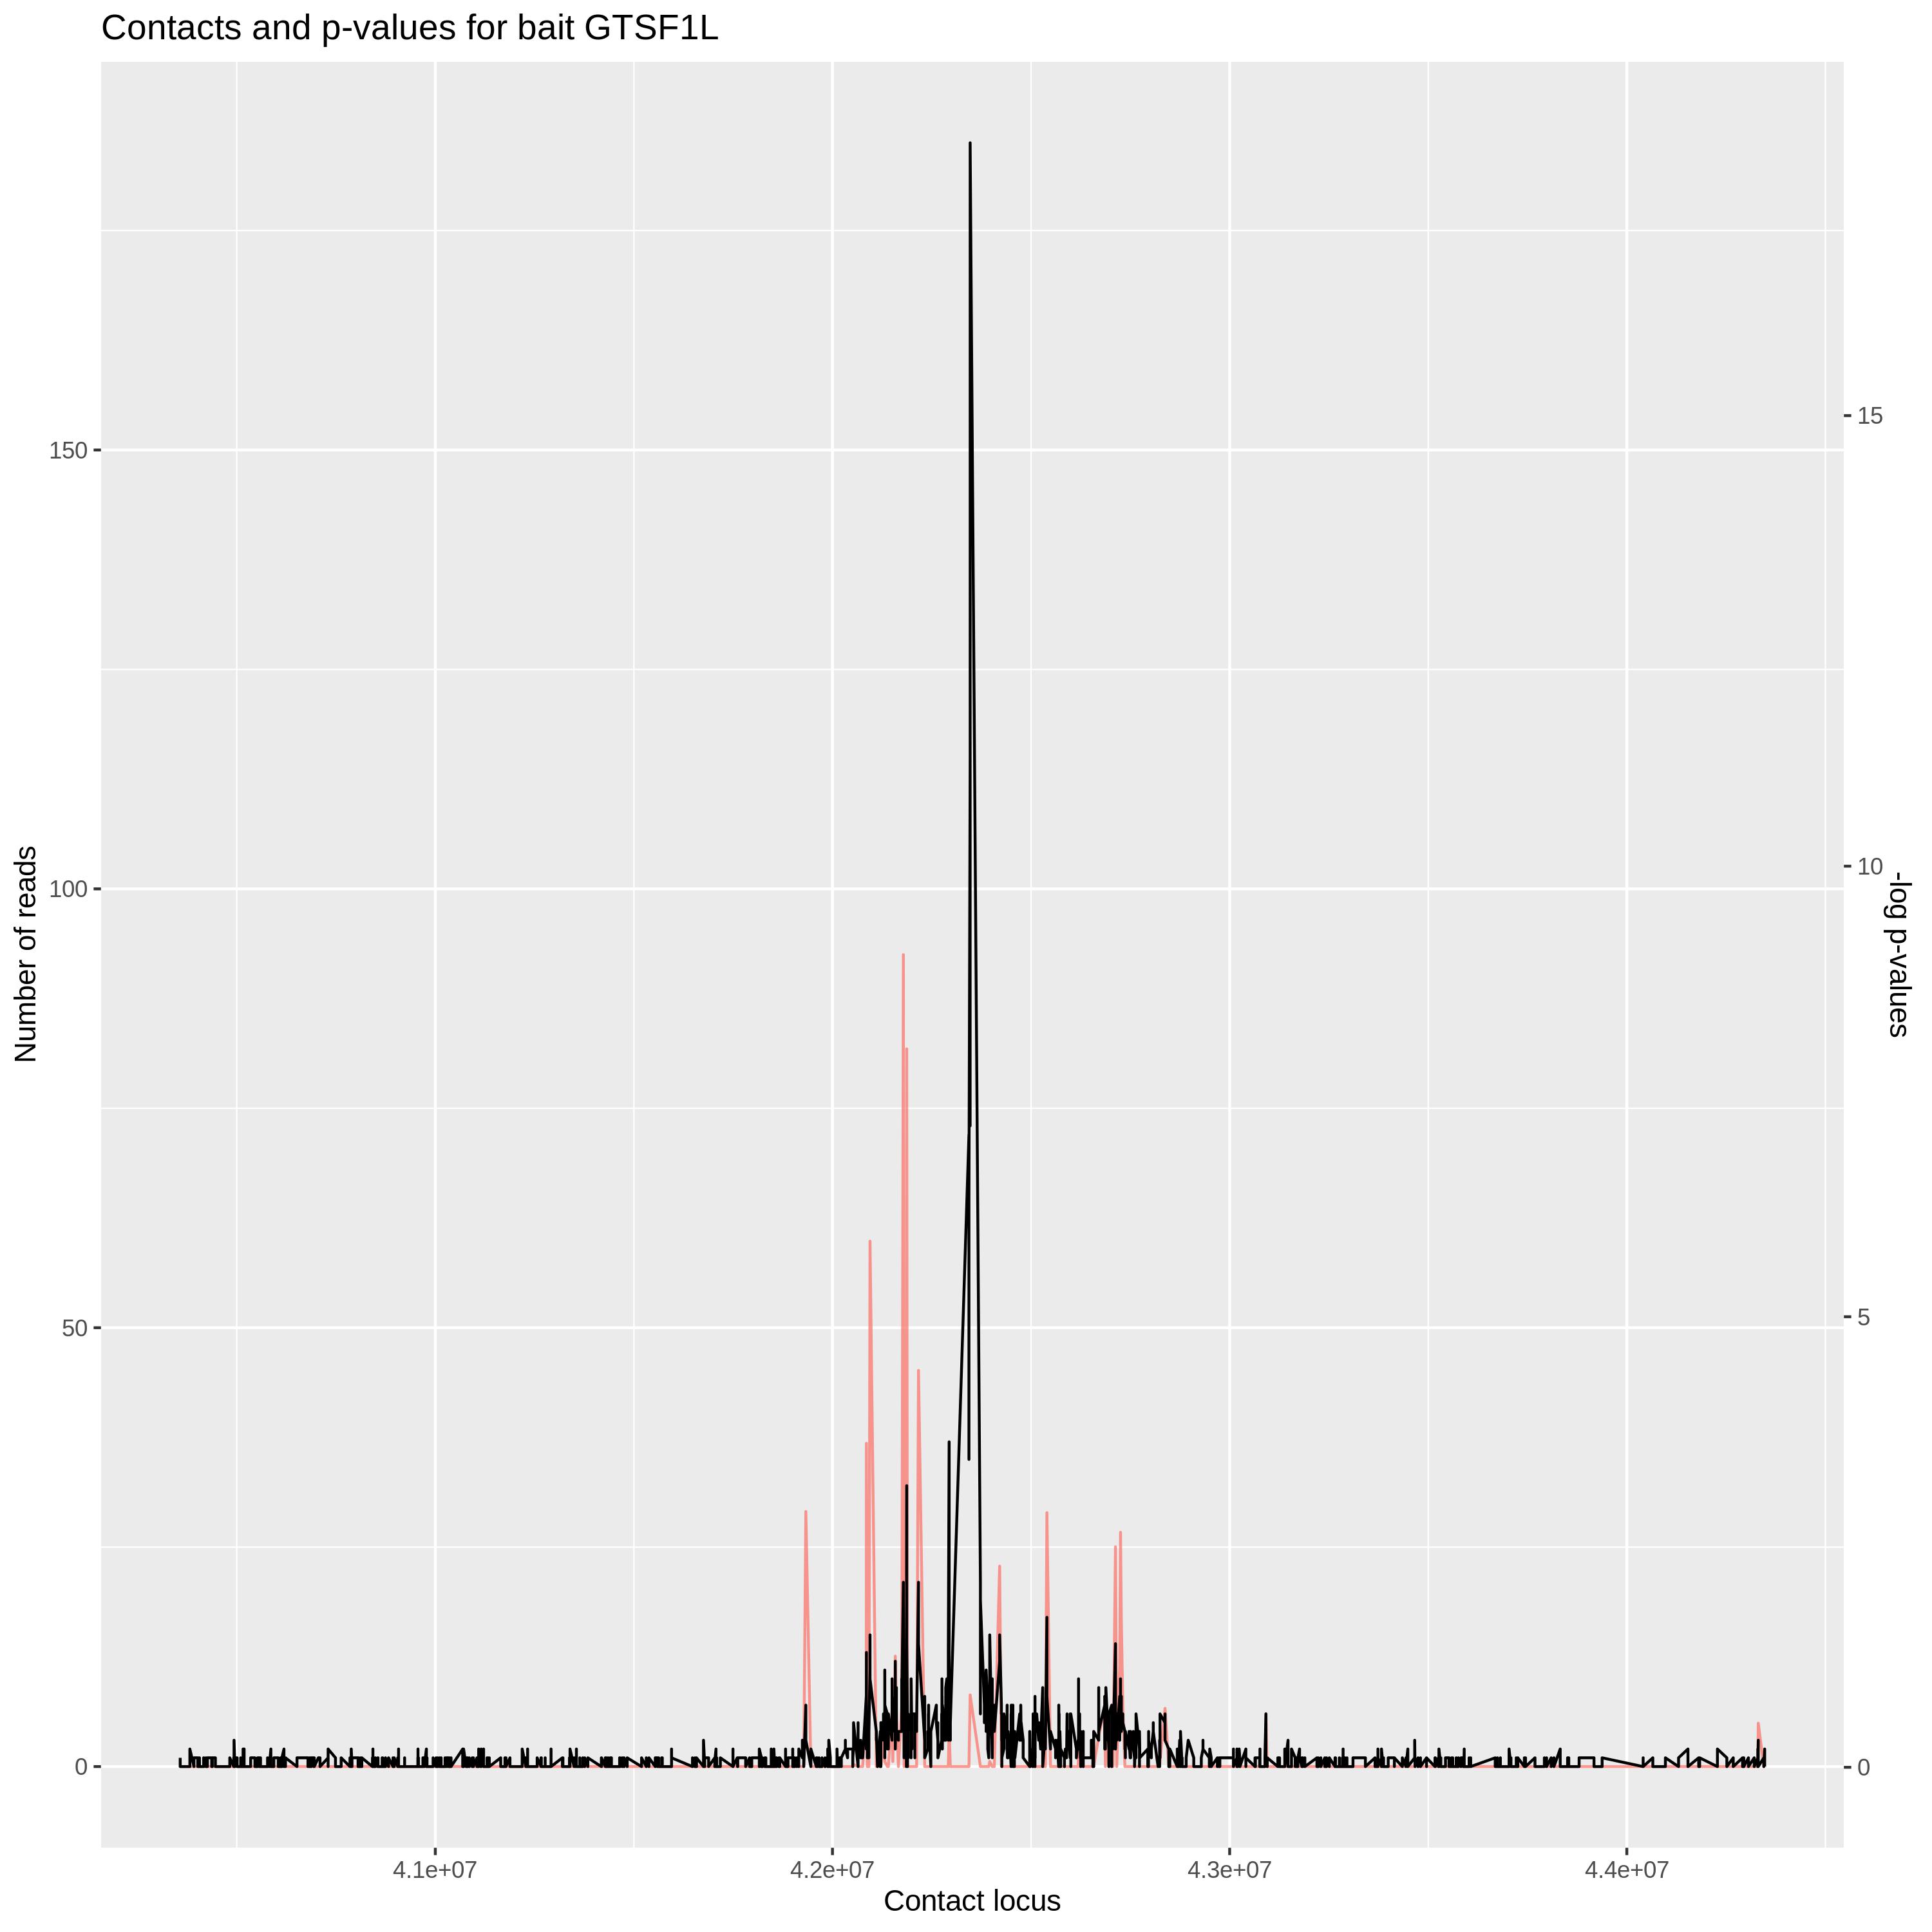 Contacts and p-values for bait GTSF1L
150
100
50
0
Number of reads
15
10
5
0
-log p-values
4.1e+07
4.2e+07
4.3e+07
4.4e+07
Contact locus